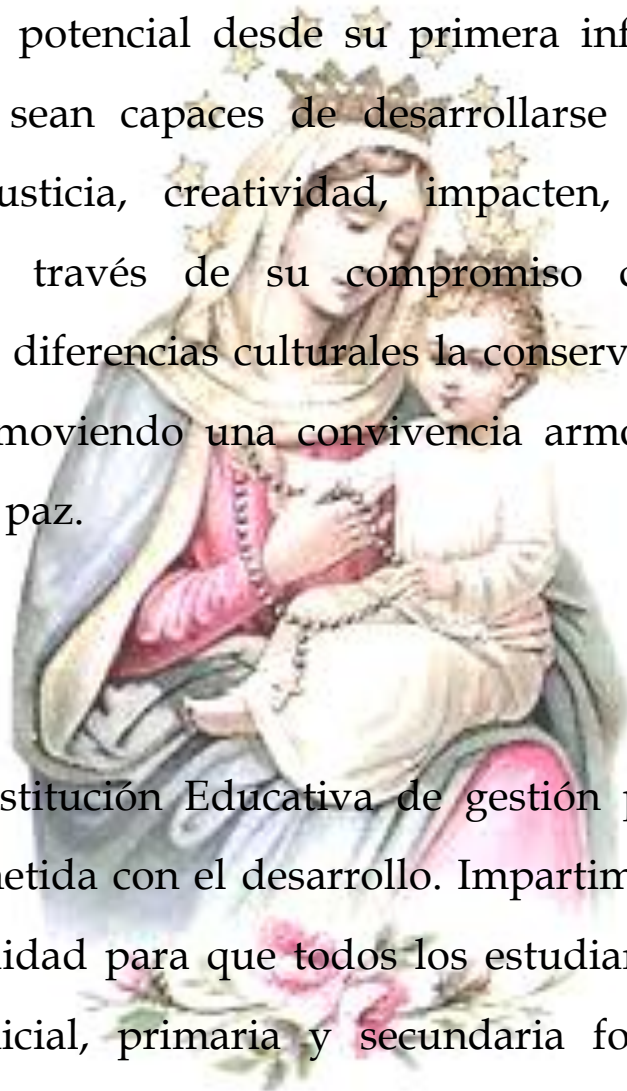 potencial desde su primera inf
sean capaces de desarrollarse
usticia, creatividad, impacten,
través de su compromiso c
diferencias culturales la conserv
moviendo una convivencia armo
paz.
stitución Educativa de gestión p
etida con el desarrollo. Impartim
idad para que todos los estudian
icial, primaria y secundaria fo